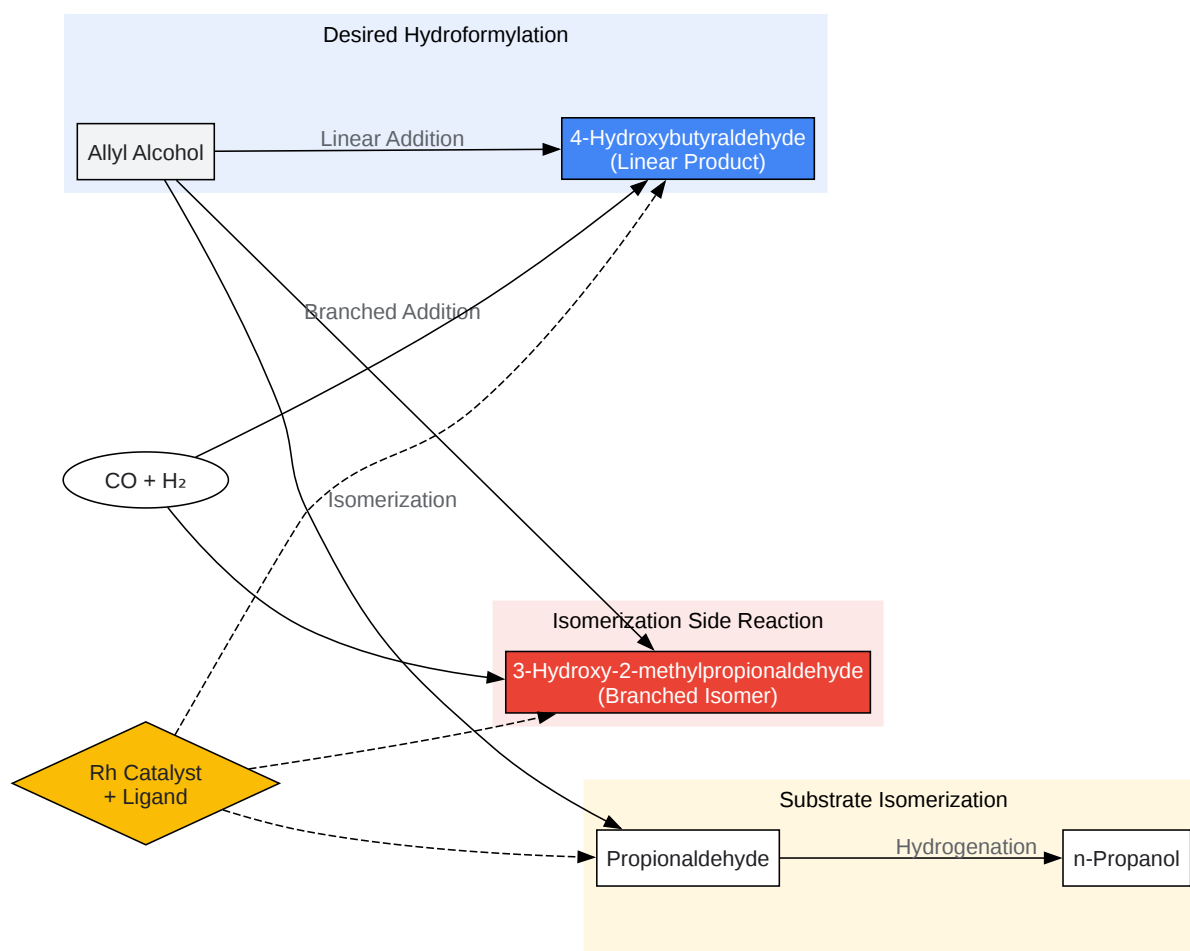 Desired Hydroformylation
Allyl Alcohol
Linear Addition
4-Hydroxybutyraldehyde
(Linear Product)
Branched Addition
CO + H₂
Isomerization
Isomerization Side Reaction
3-Hydroxy-2-methylpropionaldehyde
(Branched Isomer)
Rh Catalyst
+ Ligand
Substrate Isomerization
Propionaldehyde
Hydrogenation
n-Propanol